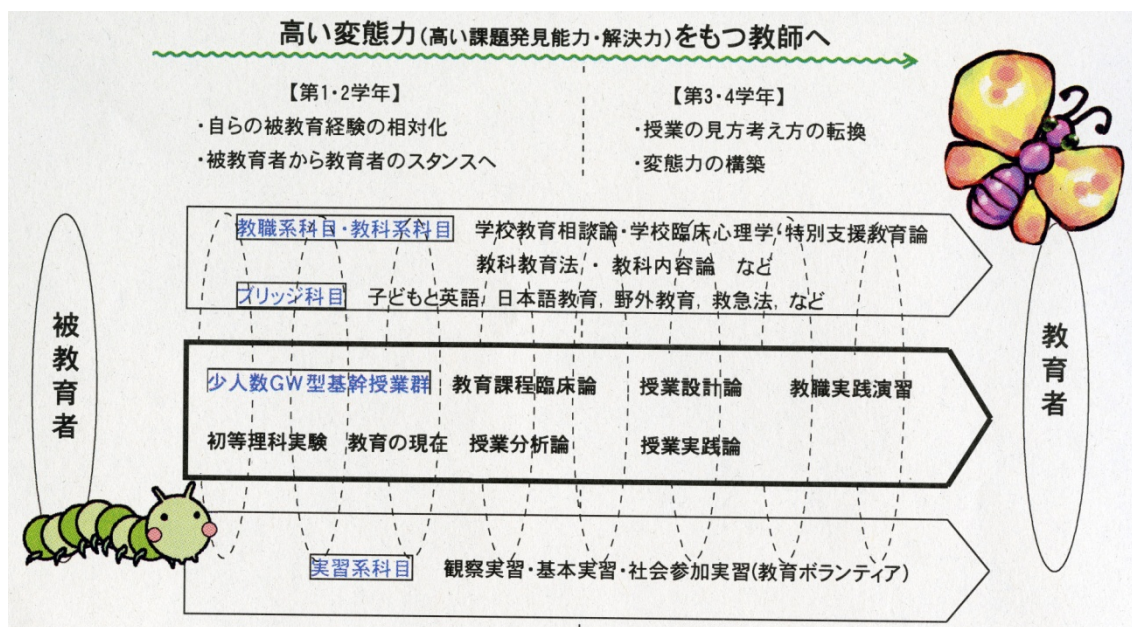 高い変態力(高い課題発見能力・解決力)をもつ教師へ
【第1・2学年】
・自らの被教育経験の相対化
・被教育者から教育者のスタンスへ
【第3・4学年】
・授業の見方考え方の転換
・変態力の構築
被教育者
教職系科目・教科系科目 学校教育相談論・学校臨床心理学・特別支援教育論
教科教育法 ・ 教科内容論 など
ブリッジ科目 子どもと英語, 日本語教育, 野外教育, 救急法, など
少人数GW型基幹授業群 教育課程臨床論 授業設計論 教職実践演習
初等理科実験 教育の現在 授業分析論 授業実践論
実習系科目 観察実習・基本実習・社会参加実習(教育ボランティア)
教育者